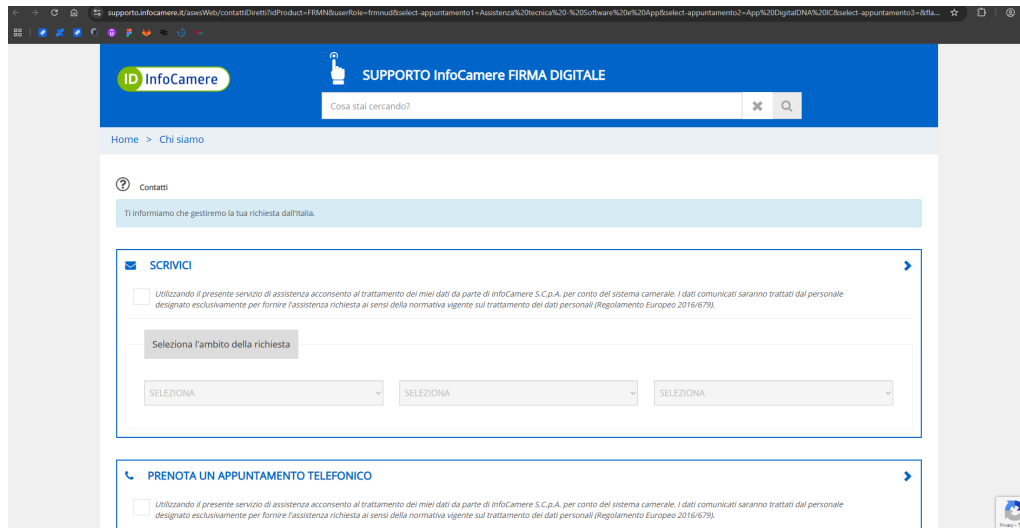 supporto.infocamere.it/aswsWeb/contattiDiretti?idProduct=FRMN&userRole=frmnud&select-appuntamento1=Assistenza%20tecnica%20-%20Software%20e%20App&select-appuntamento2=App%20DigitalDNA%20IC&select-appuntamento3=&fla...
ID InfoCamere
SUPPORTO InfoCamere FIRMA DIGITALE
Cosa stai cercando?
Home > Chi siamo
Contatti
Ti informiamo che gestiremo la tua richiesta dall'Italia.
SCRIVICI
Utilizzando il presente servizio di assistenza acconsento al trattamento dei miei dati da parte di InfoCamere S.C.p.A. per conto del sistema camerale. I dati comunicati saranno trattati dal personale
designato esclusivamente per fornire l'assistenza richiesta ai sensi della normativa vigente sul trattamento dei dati personali (Regolamento Europeo 2016/679).
Seleziona l'ambito della richiesta
SELEZIONA SELEZIONA SELEZIONA
PRENOTA UN APPUNTAMENTO TELEFONICO
Utilizzando il presente servizio di assistenza acconsento al trattamento dei miei dati da parte di InfoCamere S.C.p.A. per conto del sistema camerale. I dati comunicati saranno trattati dal personale
designato esclusivamente per fornire l'assistenza richiesta ai sensi della normativa vigente sul trattamento dei dati personali (Regolamento Europeo 2016/679).